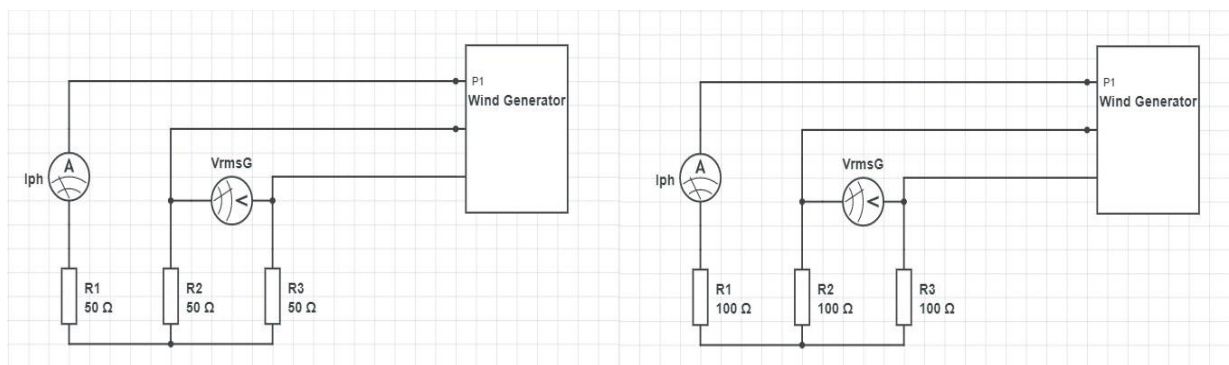 P1
Wind Generator
VrmsG
A
Iph
V
R1
50 Ω
R2
50 Ω
R3
50 Ω
P1
Wind Generator
VrmsG
A
Iph
V
R1
100 Ω
R2
100 Ω
R3
100 Ω